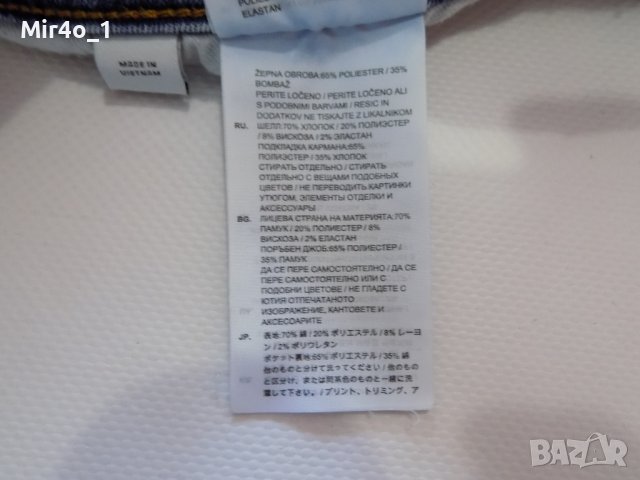 Mir4o_1
POLIES
ELASTAN
MADE IN
VIETNAM
ŽEPNA OBROBA:65% POLIESTER / 35%
BOMBAŽ
PERITE LOČENO / PERITE LOČENO ALI
S PODOBNIMI BARVAMI / RESIC IN
DODATKOV NE TISKAJTE Z LIKALNIKOM
RU. ШЕЛЛ:70% ХЛОПОК / 20% ПОЛИЭСТЕР
/ 8% ВИСКОЗА / 2% ЭЛАСТАН
ПОДКЛАДКА КАРМАНА:65%
ПОЛИЭСТЕР / 35% ХЛОПОК
СТИРАТЬ ОТДЕЛЬНО / СТИРАТЬ
ОТДЕЛЬНО С ВЕЩАМИ ПОДОБНЫХ
ЦВЕТОВ / НЕ ПЕРЕВОДИТЬ КАРТИНКИ
УТЮГОМ, ЭЛЕМЕНТЫ ОТДЕЛКИ И
АКСЕССУАРЫ
BG. ЛИЦЕВА СТРАНА НА МАТЕРИЯТА:70%
ПАМУК / 20% ПОЛИЕСТЕР / 8%
ВИСКОЗА / 2% ЕЛАСТАН
ПОРЪБЕН ДЖОБ:65% ПОЛИЕСТЕР /
35% ПАМУК
ДА СЕ ПЕРЕ САМОСТОЯТЕЛНО / ДА СЕ
ПЕРЕ САМОСТОЯТЕЛНО ИЛИ С
ПОДОБНИ ЦВЕТОВЕ / НЕ ГЛАДЕТЕ С
ЮТИЯ ОТПЕЧАТАНОТО
ИЗОБРАЖЕНИЕ, КАНТОВЕТЕ И
АКСЕСОАРИТЕ
JP. 表地:70% 綿 / 20% ポリエステル / 8% レーヨ
ン / 2% ポリウレタン
ポケット裏地:65% ポリエステル / 35% 綿
他のものと分けて洗ってください / 他のもの
と区分け、または同系色のものと一緒に洗
濯して下さい。 / プリント、トリミング、ア
BAZAR